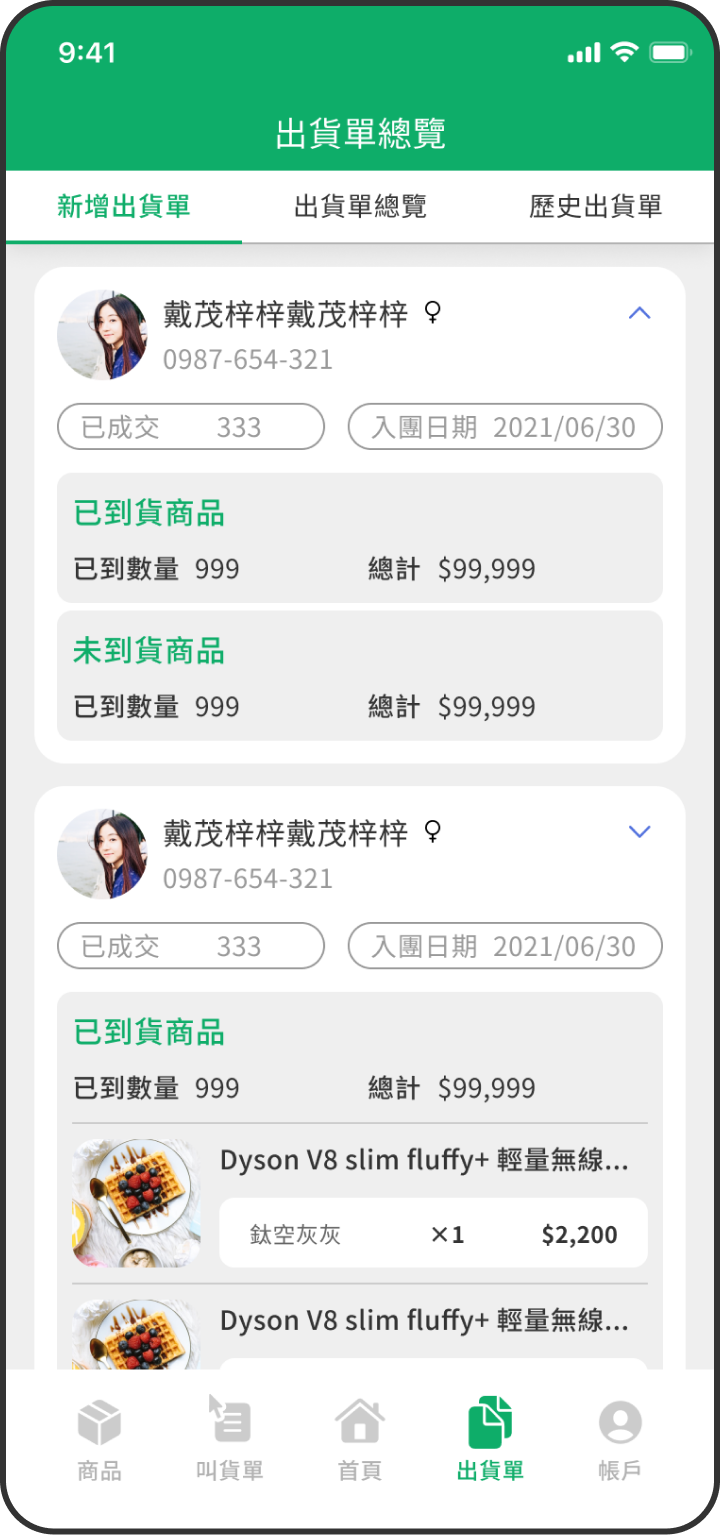 9:41
出貨單總覽
新增出貨單 出貨單總覽 歷史出貨單
戴茂梓梓戴茂梓梓 ♀
0987-654-321
已成交 333 入團日期 2021/06/30
已到貨商品
已到數量 999 總計 $99,999
未到貨商品
已到數量 999 總計 $99,999
戴茂梓梓戴茂梓梓 ♀
0987-654-321
已成交 333 入團日期 2021/06/30
已到貨商品
已到數量 999 總計 $99,999
Dyson V8 slim fluffy+ 輕量無線...
鈦空灰灰 ×1 $2,200
Dyson V8 slim fluffy+ 輕量無線...
商品 叫貨單 首頁 出貨單 帳戶